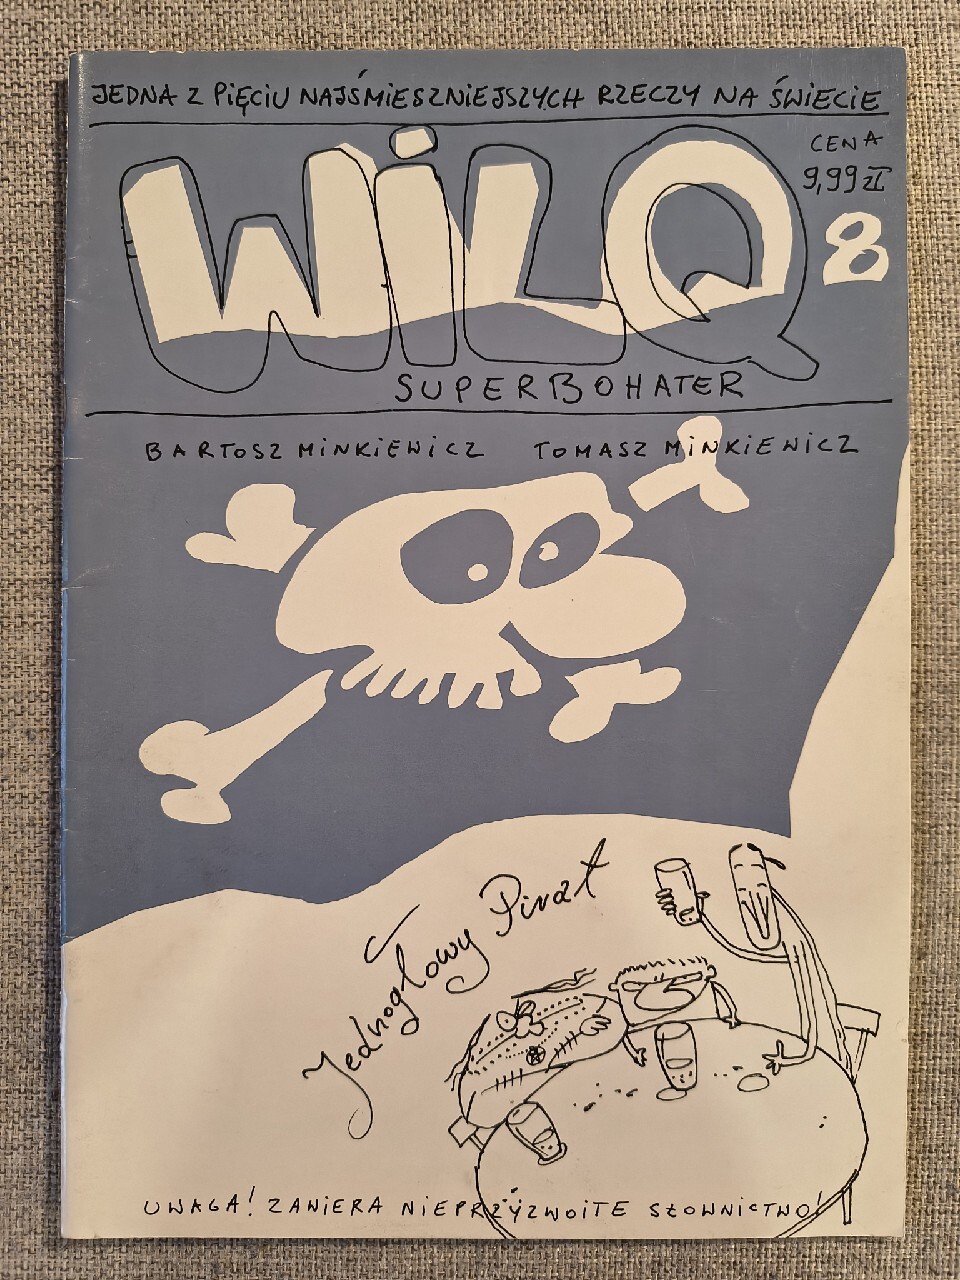 JEDNA Z PIĘCIU NAJŚMIESZNIEJSZYCH RZECZY NA ŚWIECIE
WILQ
CENA
9,99 zł
8
SUPERBOHATER
BARTOSZ MINKIEWICZ TOMASZ MINKIEWICZ
Jednogłowy Pirat
UWAGA! ZAWIERA NIEPRZYZWOITE SŁOWNICTWO!